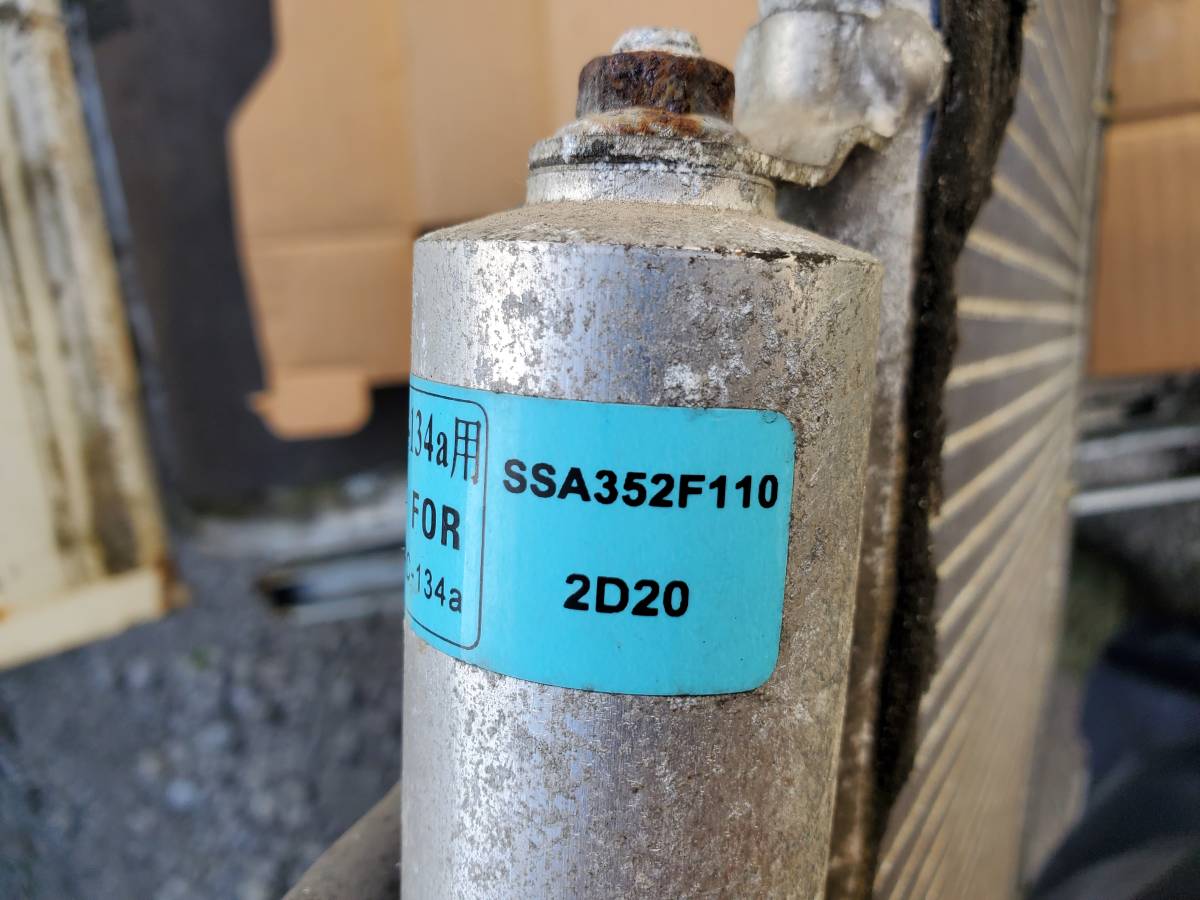 134a用
FOR
C-134a
SSA352F110
2D20